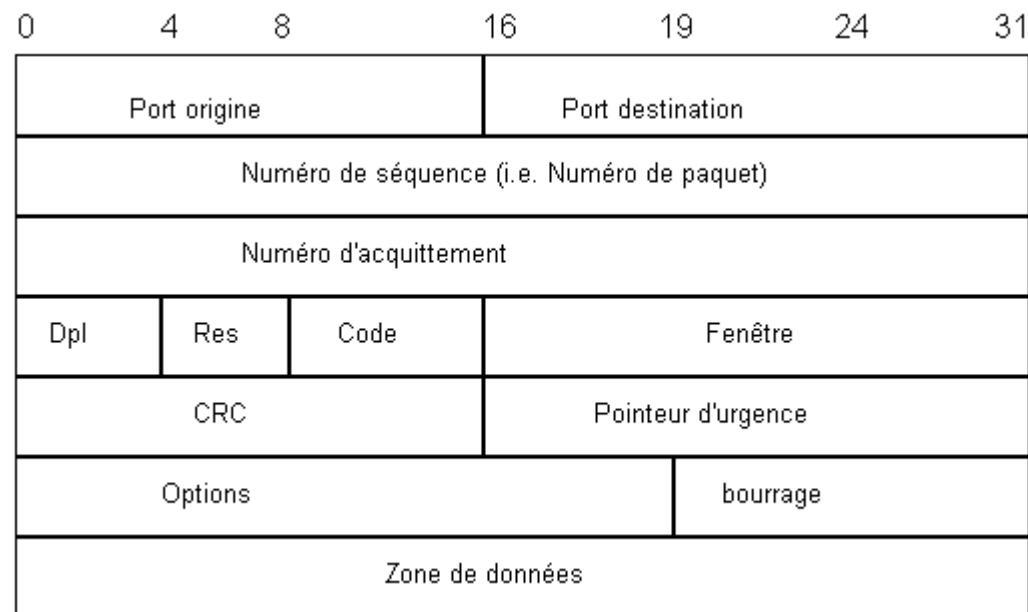 0 4 8 16 19 24 31
Port origine Port destination
Numéro de séquence (i.e. Numéro de paquet)
Numéro d'acquittement
Dpl Res Code Fenêtre
CRC Pointeur d'urgence
Options bourrage
Zone de données